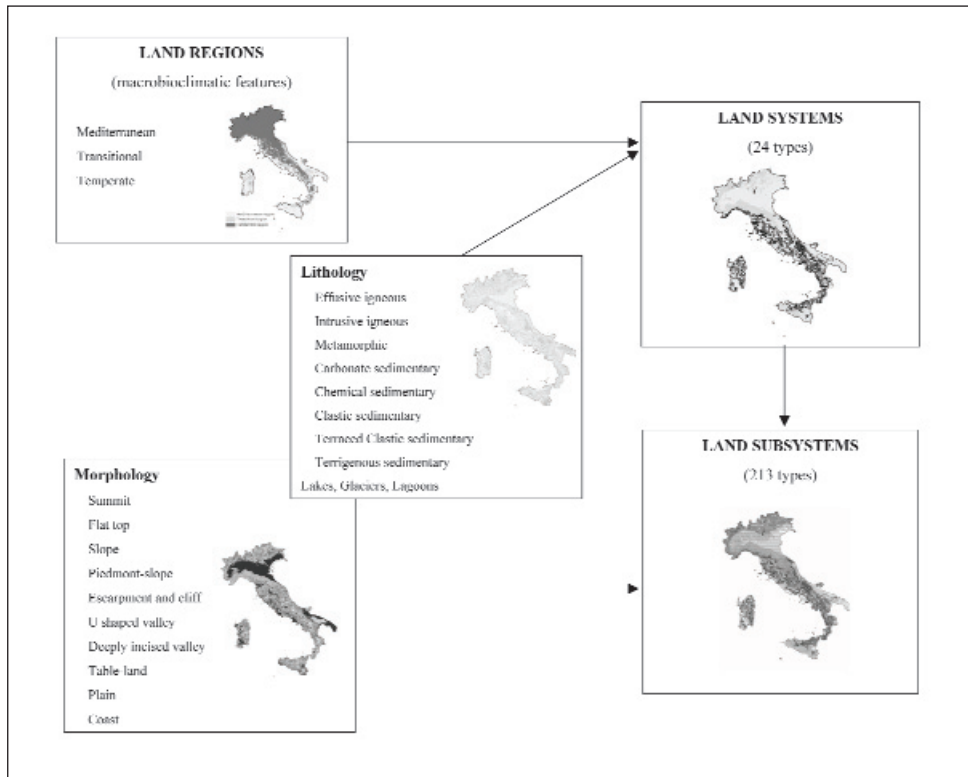 LAND REGIONS
(macrobioclimatic features)
Mediterranean
Transitional
Temperate
LAND SYSTEMS
(24 types)
Lithology
Effusive igneous
Intrusive igneous
Metamorphic
Carbonate sedimentary
Chemical sedimentary
Clastic sedimentary
Terraced Clastic sedimentary
Terrigenous sedimentary
Lakes, Glaciers, Lagoons
LAND SUBSYSTEMS
(213 types)
Morphology
Summit
Flat top
Slope
Piedmont-slope
Escarpment and cliff
U shaped valley
Deeply incised valley
Table land
Plain
Coast